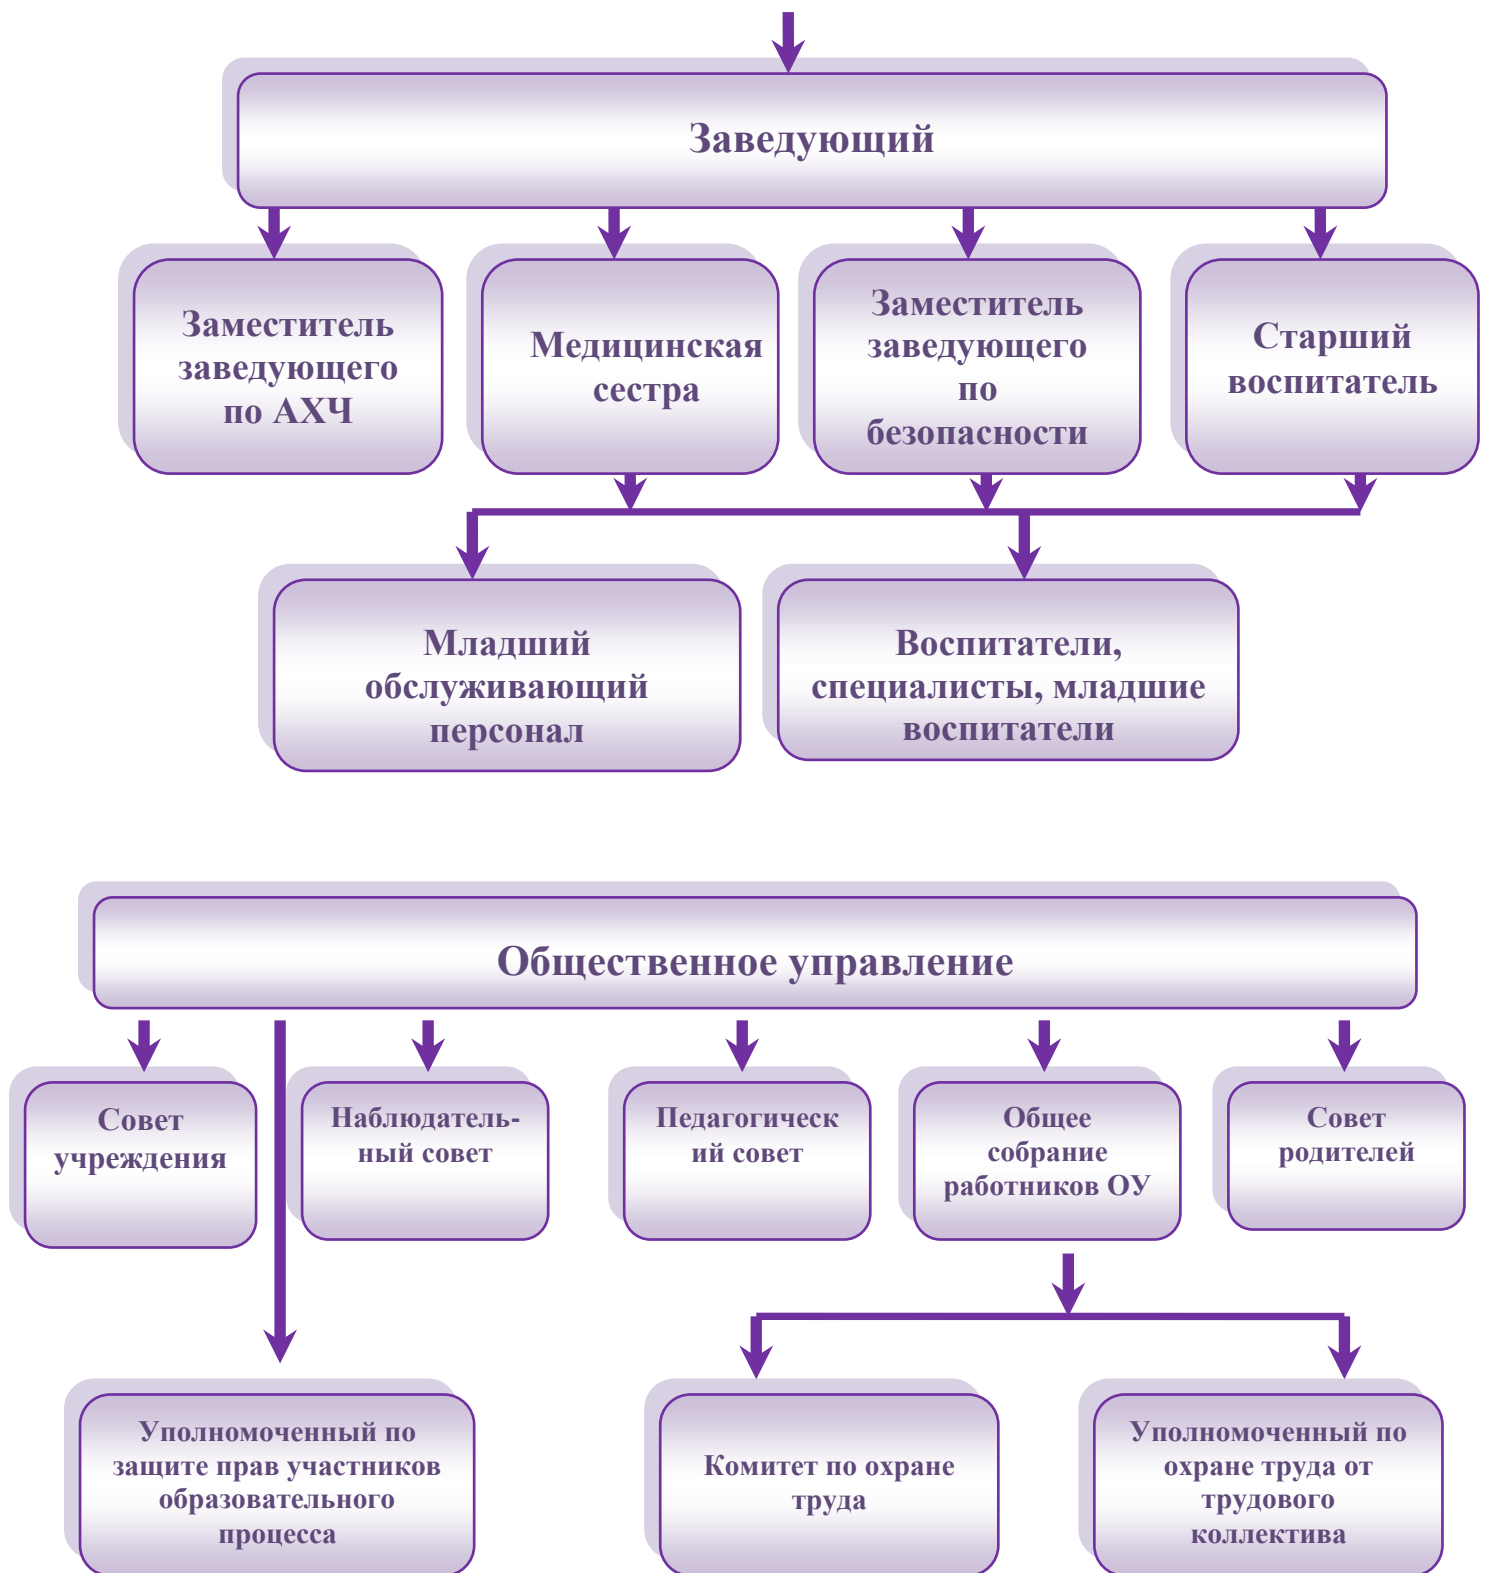 Заведующий
Заместитель
заведующего
по АХЧ
Медицинская
сестра
Заместитель
заведующего
по
безопасности
Старший
воспитатель
Младший
обслуживающий
персонал
Воспитатели,
специалисты, младшие
воспитатели
Общественное управление
Совет
учреждения
Наблюдатель-
ный совет
Педагогическ
ий совет
Общее
собрание
работников ОУ
Совет
родителей
Уполномоченный по
защите прав участников
образовательного
процесса
Комитет по охране
труда
Уполномоченный по
охране труда от
трудового
коллектива